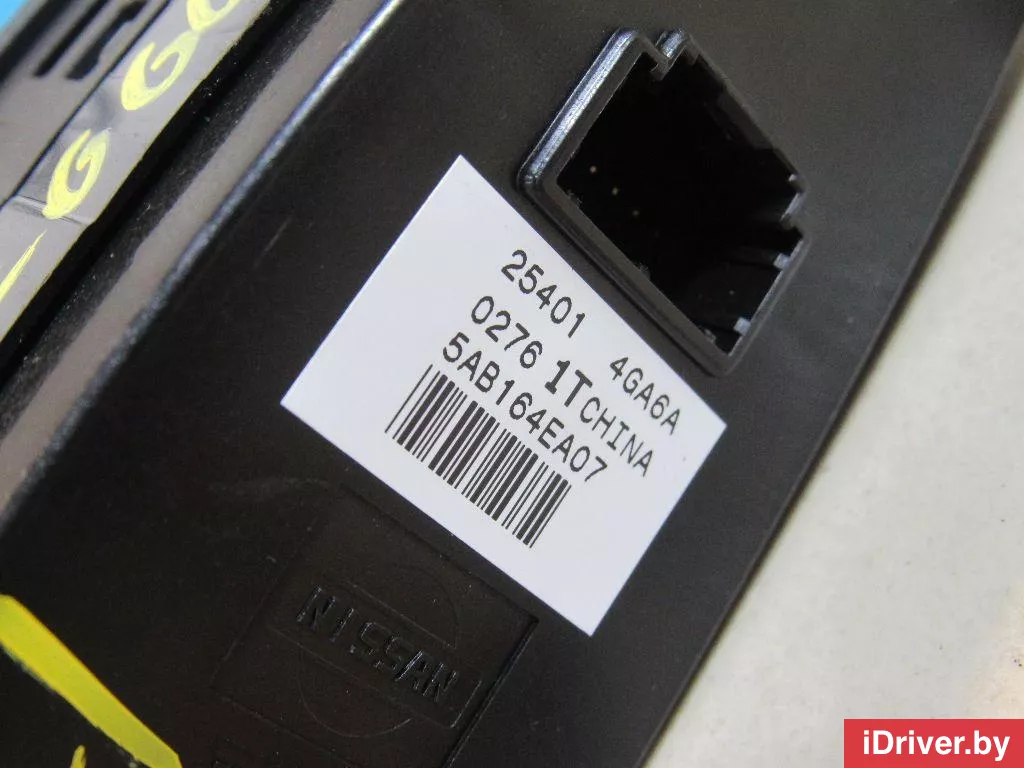 25401 4GA6A
0276 1T CHINA
5AB164EA07
NISSAN
iDriver.by